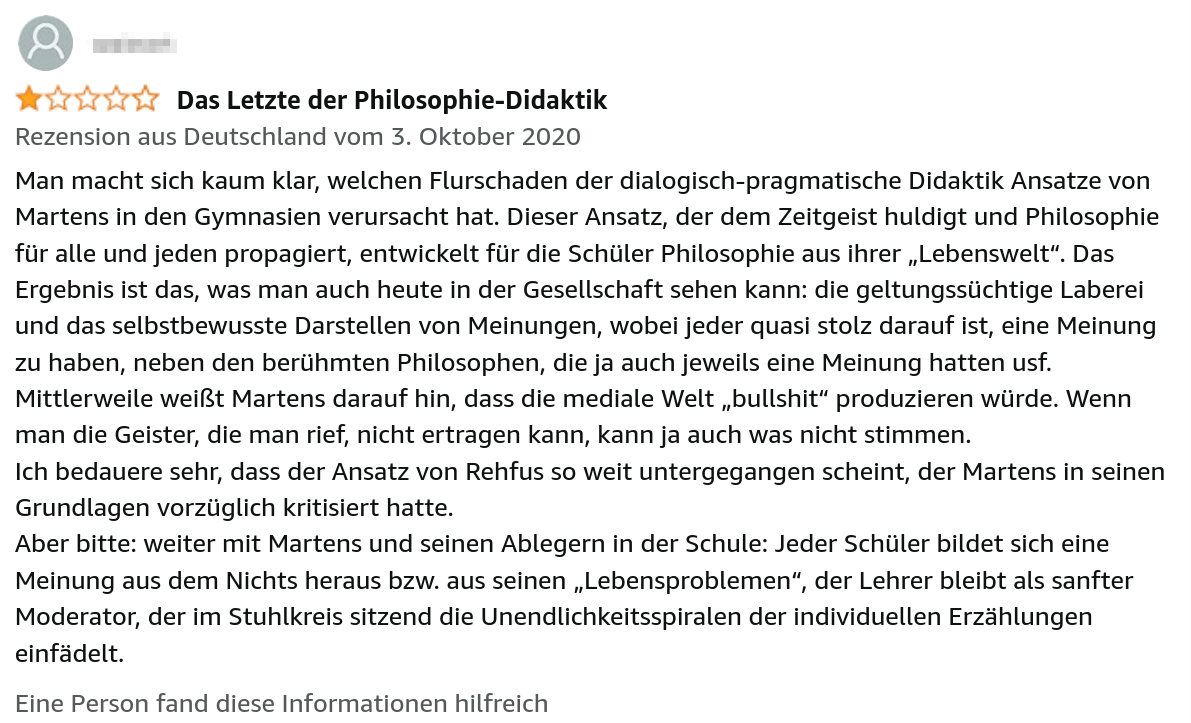 Das Letzte der Philosophie-Didaktik
Rezension aus Deutschland vom 3. Oktober 2020
Man macht sich kaum klar, welchen Flurschaden der dialogisch-pragmatische Didaktik Ansatze von
Martens in den Gymnasien verursacht hat. Dieser Ansatz, der dem Zeitgeist huldigt und Philosophie
für alle und jeden propagiert, entwickelt für die Schüler Philosophie aus ihrer „Lebenswelt“. Das
Ergebnis ist das, was man auch heute in der Gesellschaft sehen kann: die geltungssüchtige Laberei
und das selbstbewusste Darstellen von Meinungen, wobei jeder quasi stolz darauf ist, eine Meinung
zu haben, neben den berühmten Philosophen, die ja auch jeweils eine Meinung hatten usf.
Mittlerweile weißt Martens darauf hin, dass die mediale Welt „bullshit“ produzieren würde. Wenn
man die Geister, die man rief, nicht ertragen kann, kann ja auch was nicht stimmen.
Ich bedauere sehr, dass der Ansatz von Rehfus so weit untergegangen scheint, der Martens in seinen
Grundlagen vorzüglich kritisiert hatte.
Aber bitte: weiter mit Martens und seinen Ablegern in der Schule: Jeder Schüler bildet sich eine
Meinung aus dem Nichts heraus bzw. aus seinen „Lebensproblemen“, der Lehrer bleibt als sanfter
Moderator, der im Stuhlkreis sitzend die Unendlichkeitsspiralen der individuellen Erzählungen
einfädelt.
Eine Person fand diese Informationen hilfreich